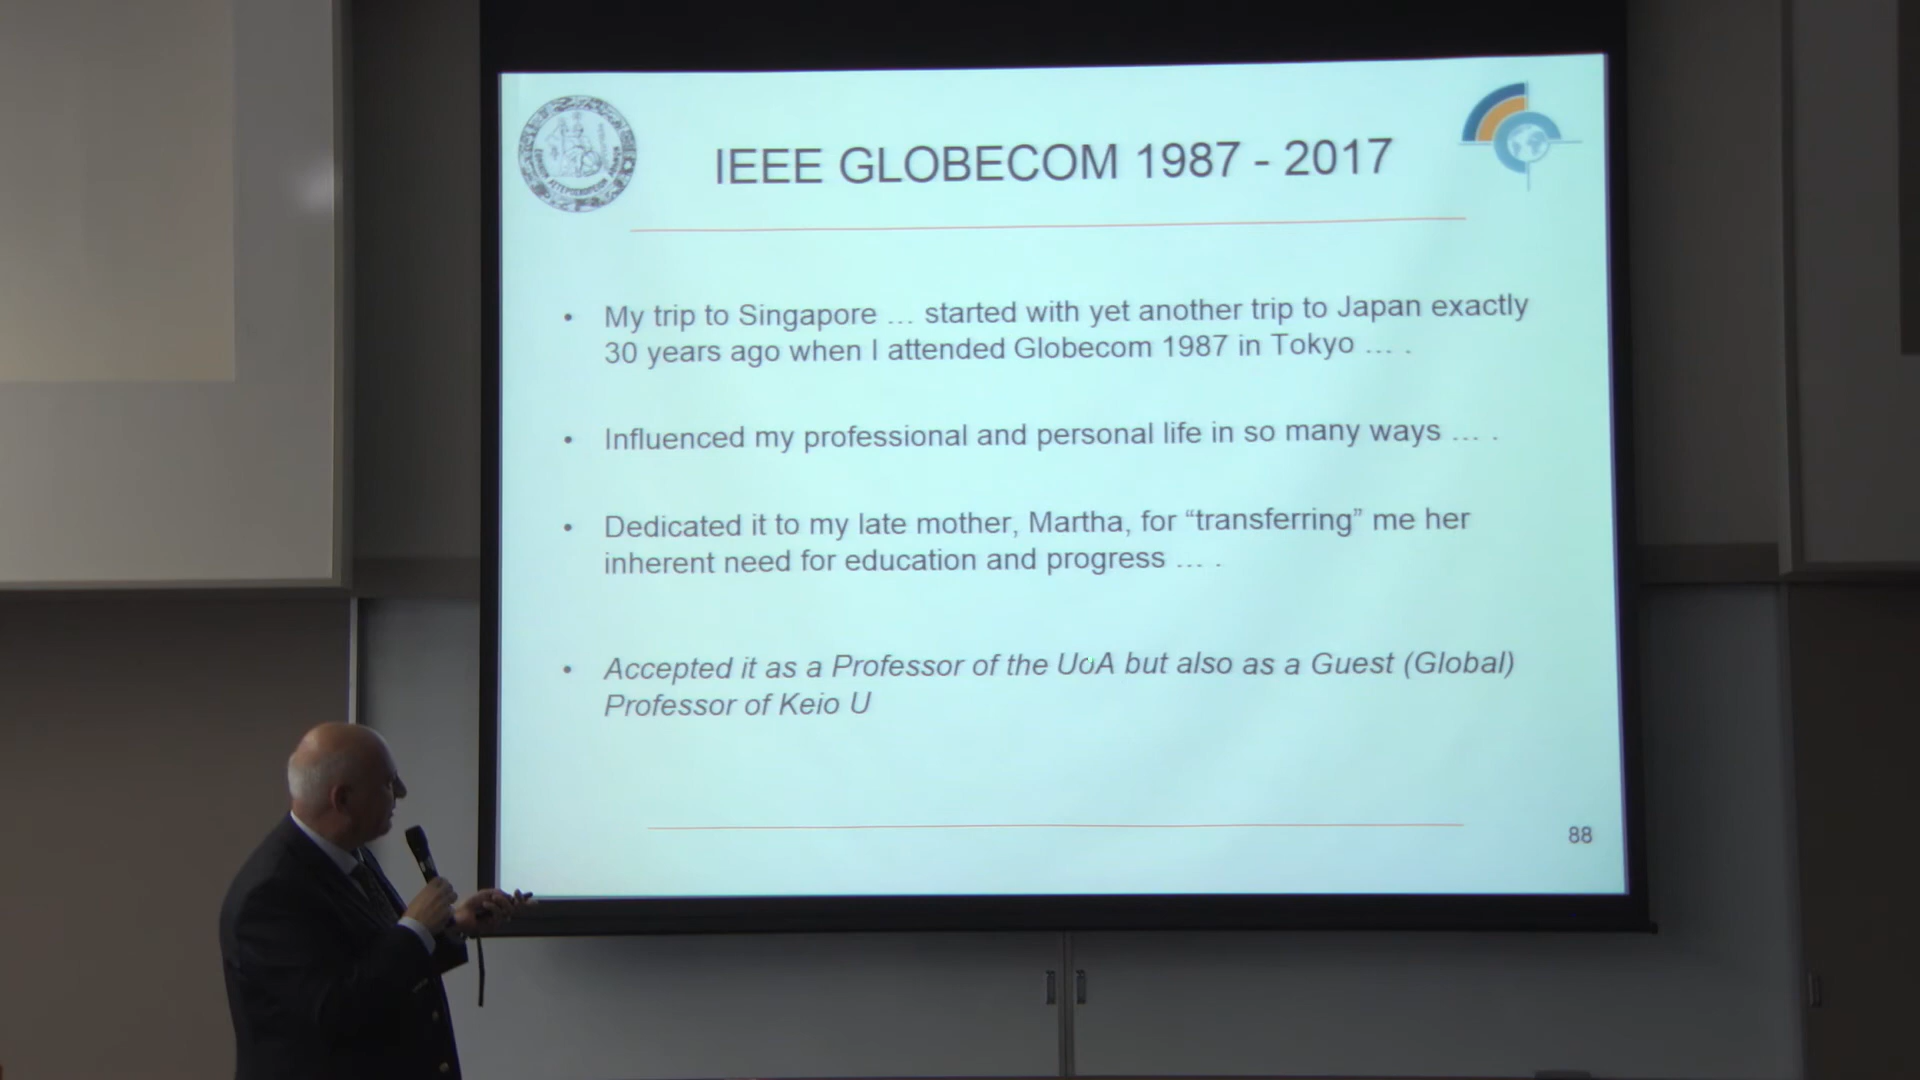 IEEE GLOBECOM 1987 - 2017
• My trip to Singapore ... started with yet another trip to Japan exactly
30 years ago when I attended Globecom 1987 in Tokyo ... .
• Influenced my professional and personal life in so many ways ... .
• Dedicated it to my late mother, Martha, for “transferring” me her
inherent need for education and progress ... .
• Accepted it as a Professor of the UoA but also as a Guest (Global)
Professor of Keio U
88